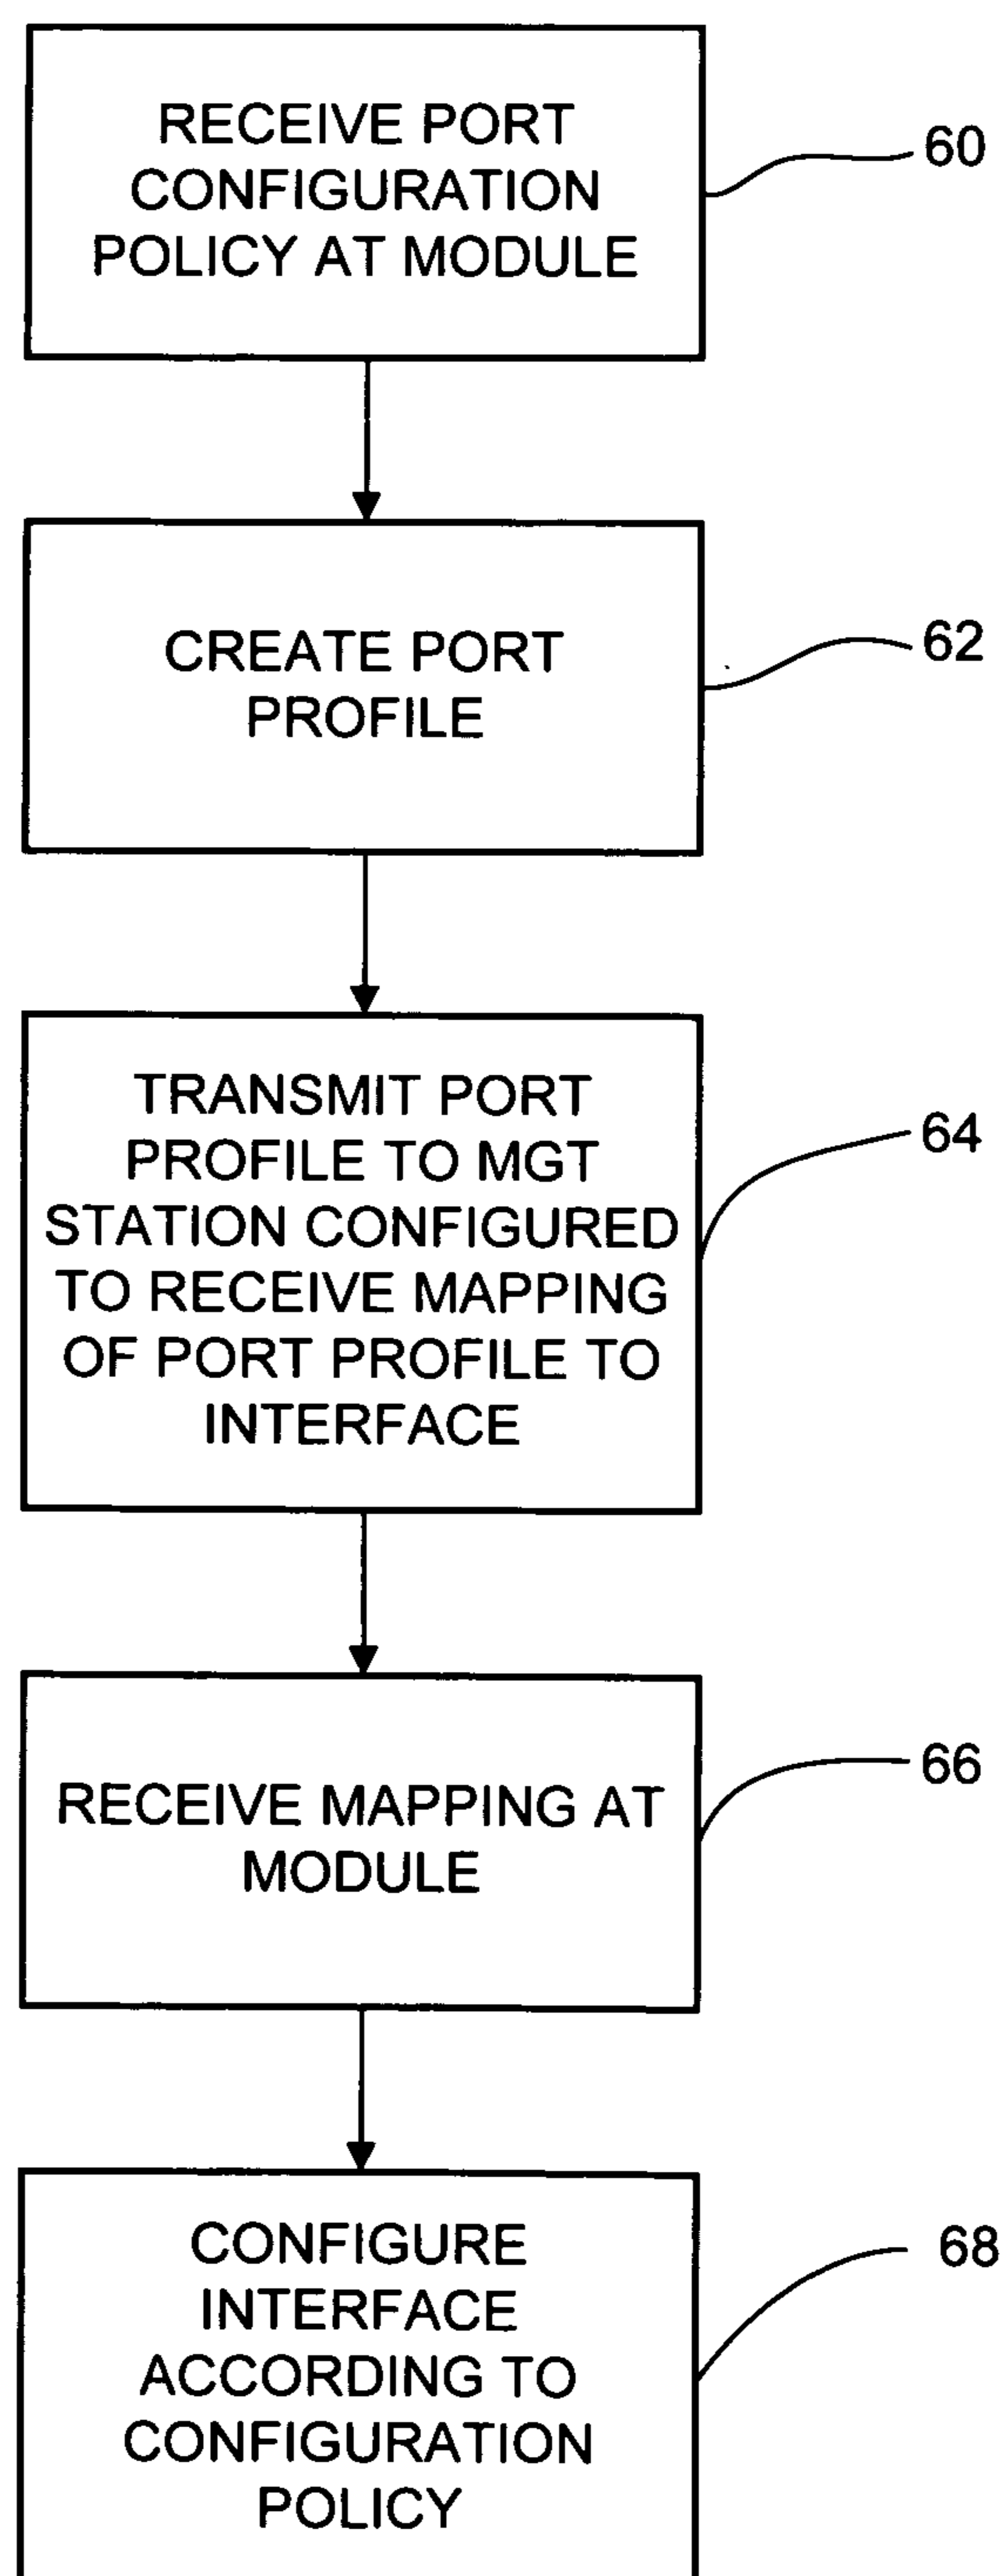 RECEIVE PORT
CONFIGURATION
POLICY AT MODULE
60
CREATE PORT
PROFILE
62
TRANSMIT PORT
PROFILE TO MGT
STATION CONFIGURED
TO RECEIVE MAPPING
OF PORT PROFILE TO
INTERFACE
64
RECEIVE MAPPING AT
MODULE
66
CONFIGURE
INTERFACE
ACCORDING TO
CONFIGURATION
POLICY
68